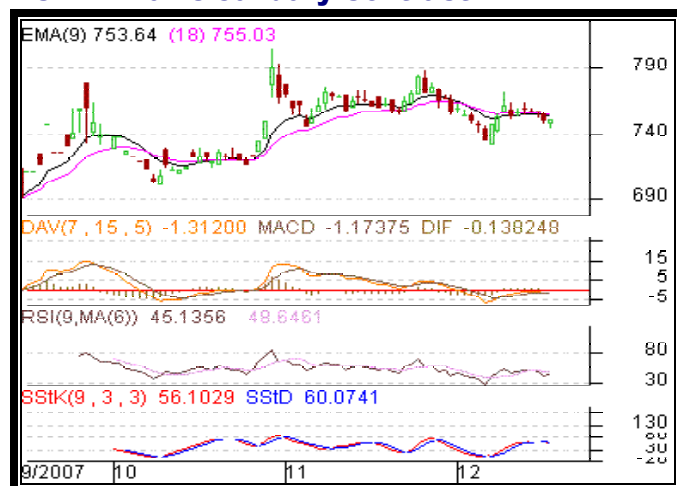 EMA(9) 753.64 (18) 755.03
790
740
690
DAV(7 , 15 , 5) -1.31200 MACD -1.17375 DIF -0.138248
15
5
-5
RSI(9,MA(6)) 45.1356 48.6461
80
30
SStK(9 , 3 , 3) 56.1029 SStD 60.0741
130
80
30
-20
9/2007 10 11 12